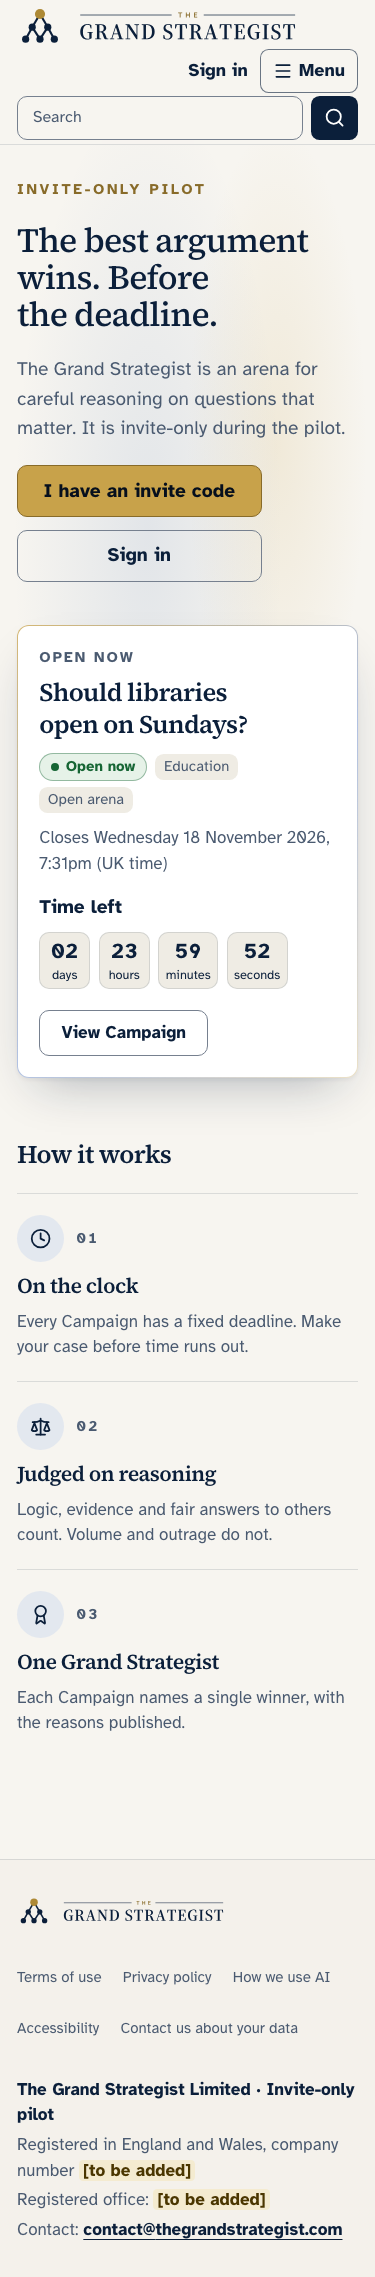 THE
GRAND STRATEGIST
Sign in
Menu
Search
INVITE-ONLY PILOT
The best argument
wins. Before
the deadline.
The Grand Strategist is an arena for
careful reasoning on questions that
matter. It is invite-only during the pilot.
I have an invite code
Sign in
OPEN NOW
Should libraries
open on Sundays?
Open now
Education
Open arena
Closes Wednesday 18 November 2026,
7:31pm (UK time)
Time left
02 23 59 52
days hours minutes seconds
View Campaign
How it works
01
On the clock
Every Campaign has a fixed deadline. Make
your case before time runs out.
02
Judged on reasoning
Logic, evidence and fair answers to others
count. Volume and outrage do not.
03
One Grand Strategist
Each Campaign names a single winner, with
the reasons published.
THE
GRAND STRATEGIST
Terms of use Privacy policy How we use AI
Accessibility Contact us about your data
The Grand Strategist Limited · Invite-only
pilot
Registered in England and Wales, company
number [to be added]
Registered office: [to be added]
Contact: contact@thegrandstrategist.com